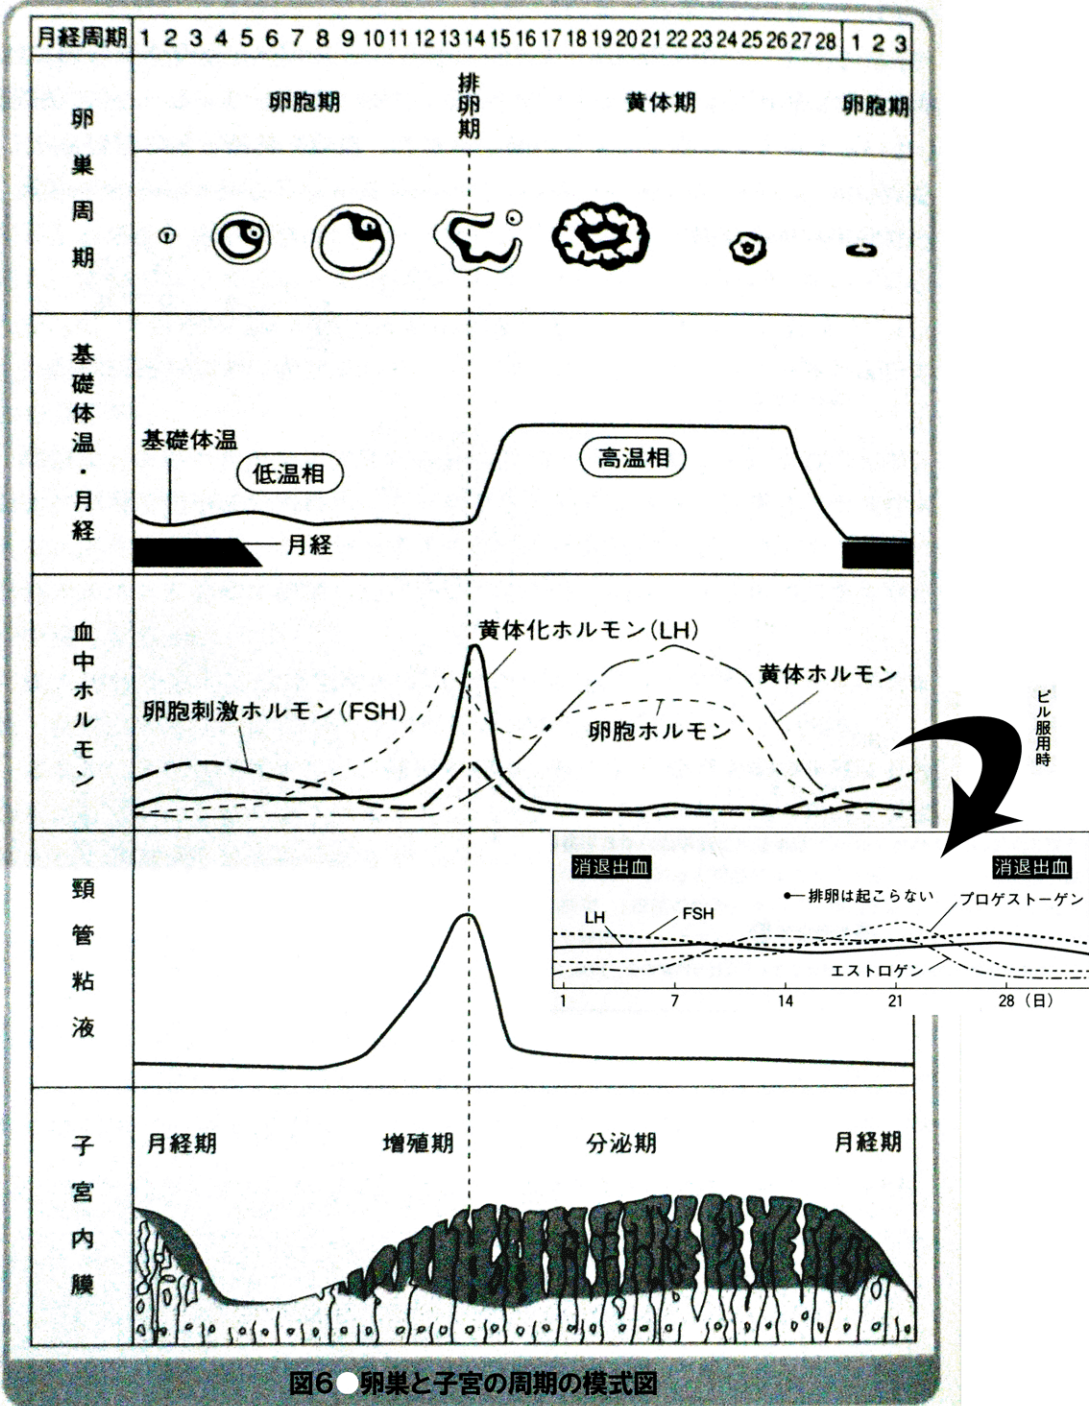 月経周期 1 2 3 4 5 6 7 8 9 10 11 12 13 14 15 16 17 18 19 20 21 22 23 24 25 26 27 28 1 2 3
卵巣周期
卵胞期
排卵期
黄体期
卵胞期
基礎体温・月経
基礎体温
低温相
高温相
月経
血中ホルモン
黄体化ホルモン(LH)
黄体ホルモン
卵胞刺激ホルモン(FSH)
卵胞ホルモン
ピル服用時
消退出血
消退出血
排卵は起こらない
プロゲストーゲン
LH
FSH
エストロゲン
1 7 14 21 28 (日)
頸管粘液
子宮内膜
月経期
増殖期
分泌期
月経期
図6●卵巣と子宮の周期の模式図